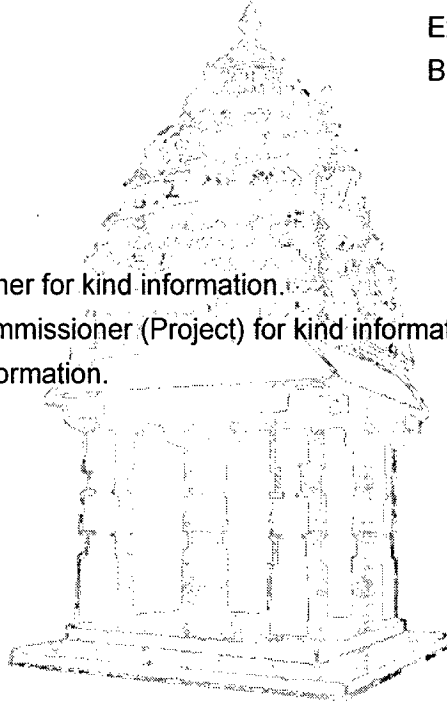 E
B
ner for kind information.
mmissioner (Project) for kind informat
ormation.